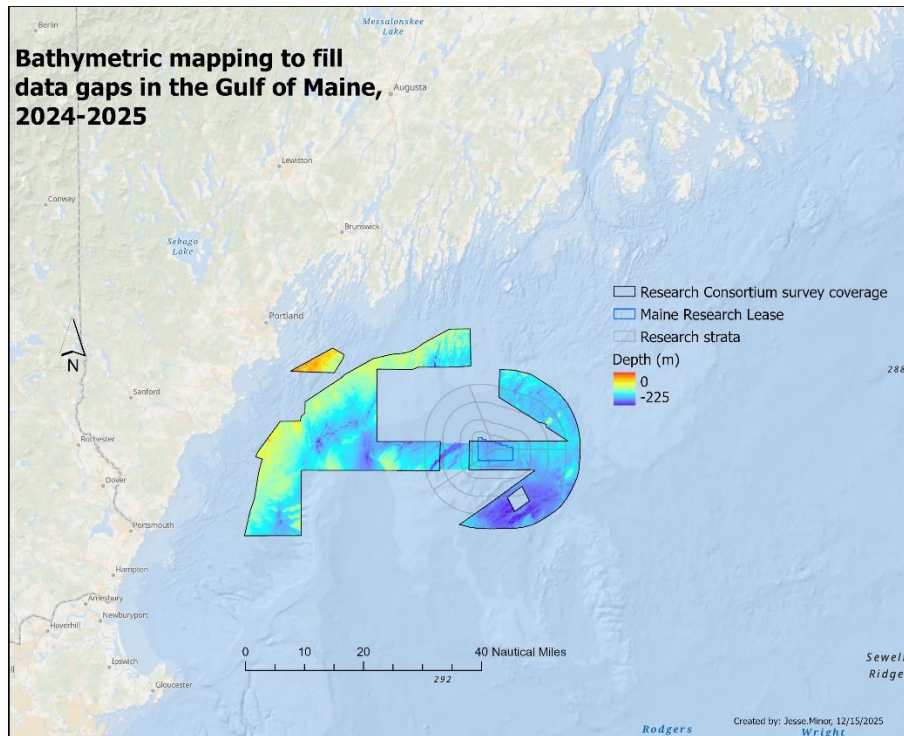 Berlin
Messalonskee
Lake
Bathymetric mapping to fill
data gaps in the Gulf of Maine,
2024-2025
Augusta
Lewiston
Conway
Sebago
Lake
Brunswick
Portland
N
Research Consortium survey coverage
Maine Research Lease
Research strata
Depth (m)
0
-225
288
Sanford
Rochester
Dover
Portsmouth
Hampton
Amesbury
Newburyport
Haverhill
Ipswich
Gloucester
0 10 20 40 Nautical Miles
292
Sewell
Ridge
Created by: Jesse.Minor, 12/15/2025
Rodgers
Wright